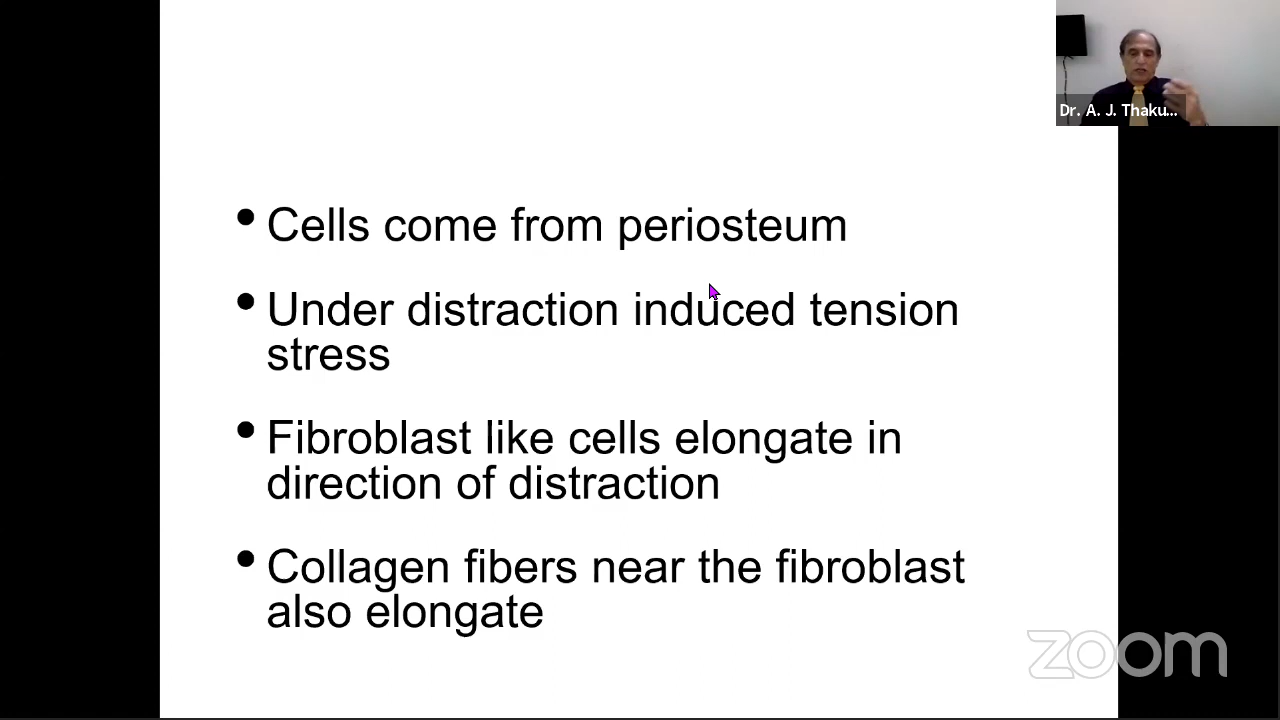 Dr. A. J. Thaku...
• Cells come from periosteum
• Under distraction induced tension
stress
• Fibroblast like cells elongate in
direction of distraction
• Collagen fibers near the fibroblast
also elongate
zoom